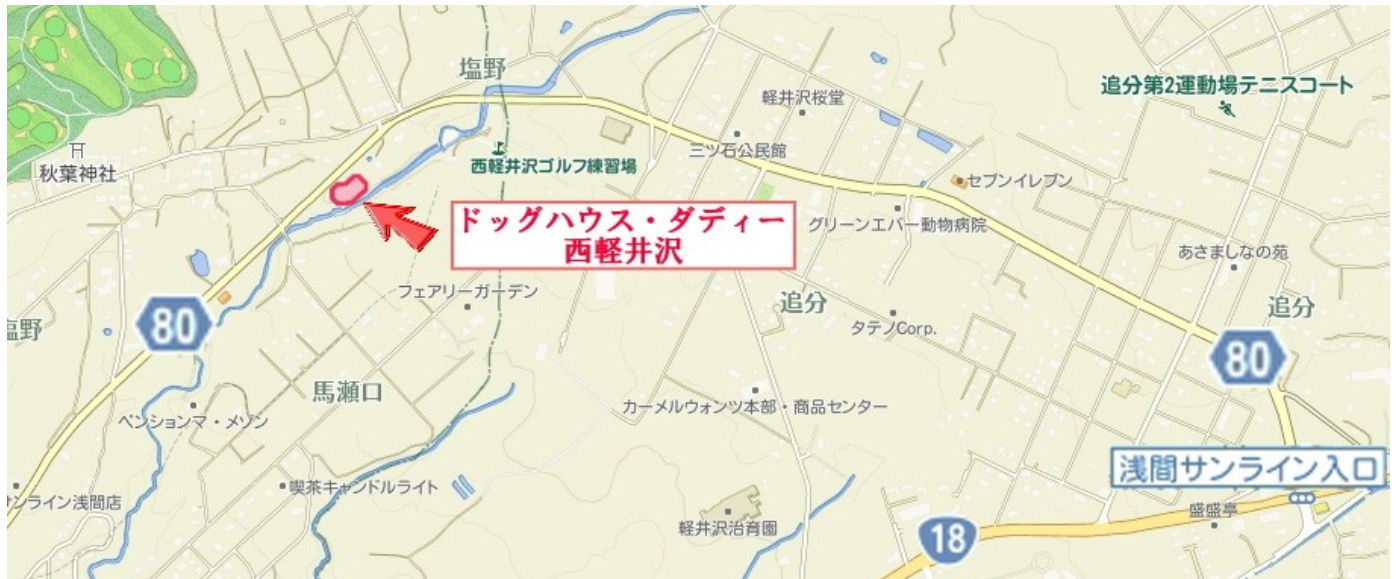 塩野
軽井沢桜堂
追分第2運動場テニスコート
三ツ石公民館
西軽井沢ゴルフ練習場
秋葉神社
セブンイレブン
ドッグハウス・ダディー
西軽井沢
グリーンエバー動物病院
あさましなの苑
フェアリーガーデン
追分
追分
80
塩野
タテノCorp.
80
馬瀬口
ペンションマ・メゾン
カーメルウォンツ本部・商品センター
浅間サンライン入口
喫茶キャンドルライト
サンライン浅間店
盛盛亭
軽井沢治育園
18